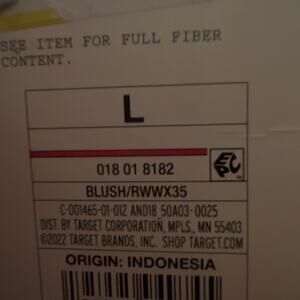 SEE ITEM FOR FULL FIBER
CONTENT.
L
018 01 8182
EPC
BLUSH/RWWX35
C-001465-01-012 AND18 50A03-0025
DIST. BY TARGET CORPORATION, MPLS., MN 55403
©2022 TARGET BRANDS, INC. SHOP TARGET.COM
ORIGIN: INDONESIA